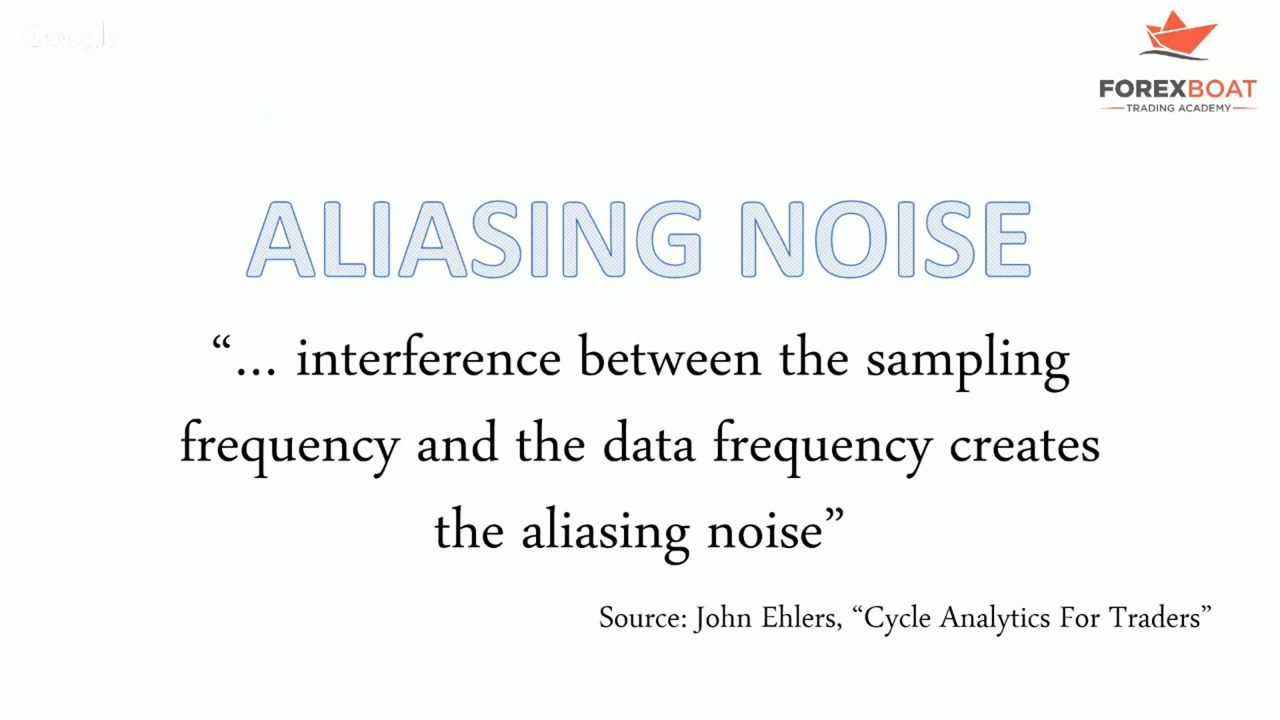 Google
FOREXBOAT
TRADING ACADEMY
ALIASING NOISE
“... interference between the sampling
frequency and the data frequency creates
the aliasing noise”
Source: John Ehlers, “Cycle Analytics For Traders”